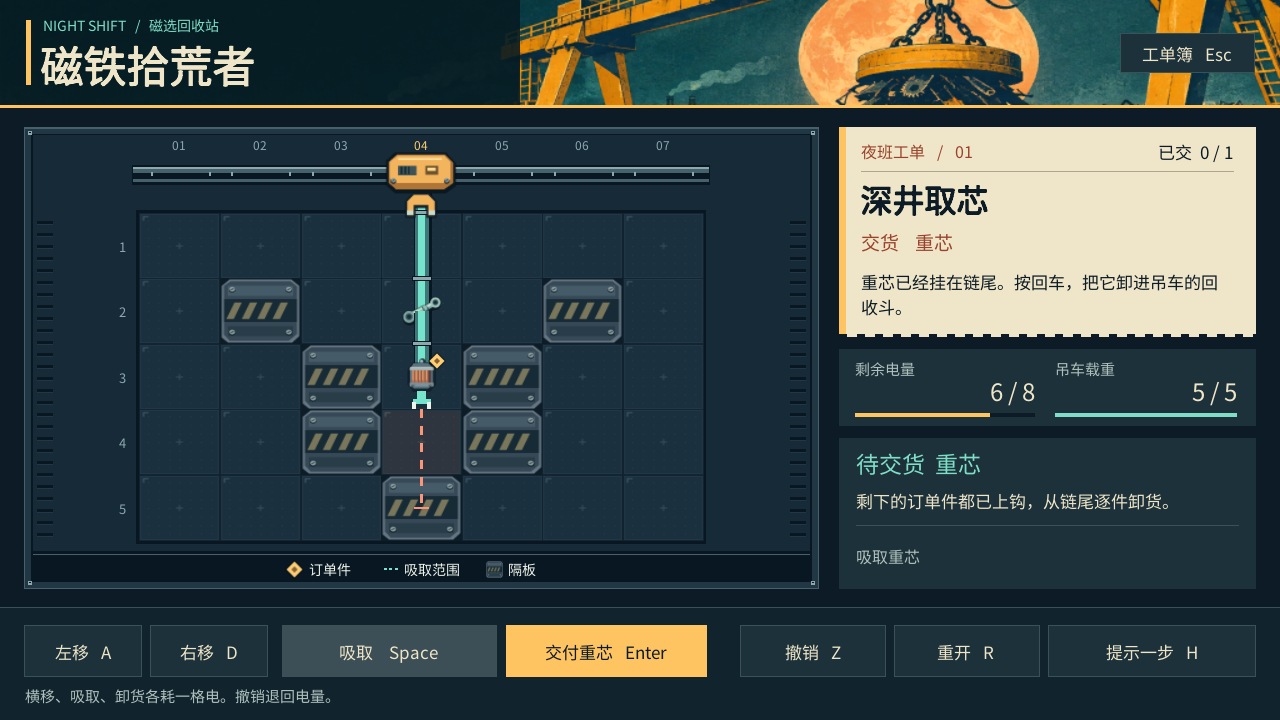 NIGHT SHIFT / 磁选回收站
磁铁拾荒者
工单簿 Esc
01 02 03 04 05 06 07
1
2
3
4
5
订单件 吸取范围 隔板
夜班工单 / 01 已交 0 / 1
深井取芯
交货 重芯
重芯已经挂在链尾。按回车，把它卸进吊车的回
收斗。
剩余电量 吊车载重
6 / 8 5 / 5
待交货 重芯
剩下的订单件都已上钩，从链尾逐件卸货。
吸取重芯
左移 A 右移 D 吸取 Space 交付重芯 Enter 撤销 Z 重开 R 提示一步 H
横移、吸取、卸货各耗一格电。撤销退回电量。